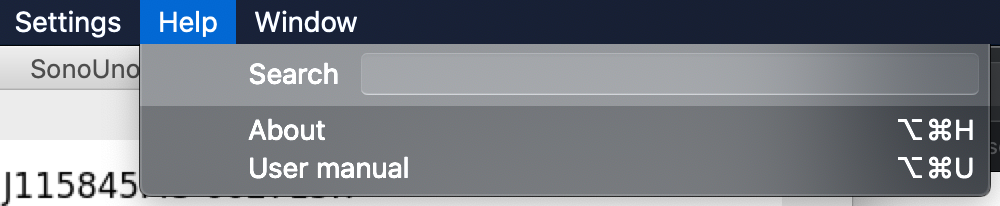 Settings Help Window
SonoUno
Search
About ⌥⌘H
User manual ⌥⌘U